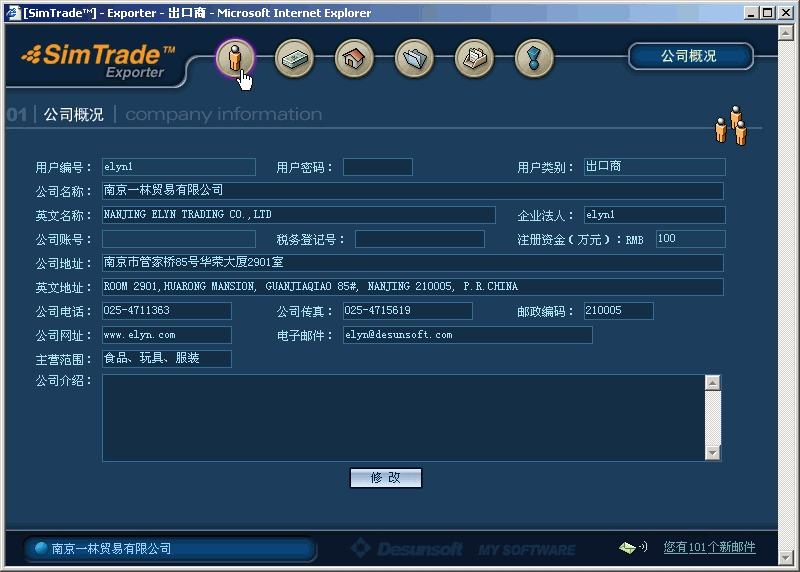 [SimTrade™] - Exporter - 出口商 - Microsoft Internet Explorer
SimTrade™
Exporter
公司概况
01 | 公司概况 | company information
用户编号： elyn1 用户密码： 用户类别： 出口商
公司名称： 南京一林贸易有限公司
英文名称： NANJING ELYN TRADING CO.,LTD 企业法人： elyn1
公司账号： 税务登记号： 注册资金（万元）：RMB 100
公司地址： 南京市管家桥85号华荣大厦2901室
英文地址： ROOM 2901,HUARONG MANSION, GUANJIAQIAO 85#, NANJING 210005, P.R.CHINA
公司电话： 025-4711363 公司传真： 025-4715619 邮政编码： 210005
公司网址： www.elyn.com 电子邮件： elyn@desunsoft.com
主营范围： 食品、玩具、服装
公司介绍：
修 改
南京一林贸易有限公司 Desunsoft MY SOFTWARE 您有101个新邮件